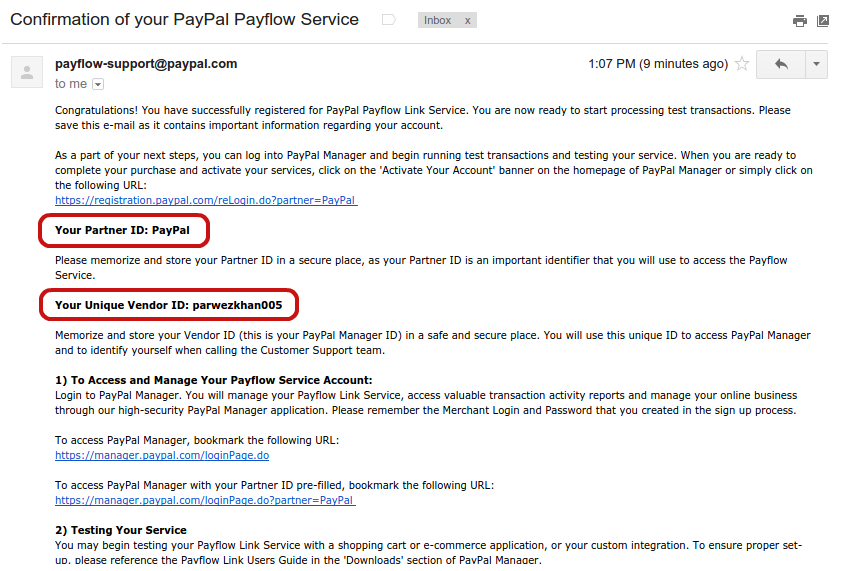 Confirmation of your PayPal Payflow Service
Inbox x
payflow-support@paypal.com
1:07 PM (9 minutes ago)
to me
Congratulations! You have successfully registered for PayPal Payflow Link Service. You are now ready to start processing test transactions. Please
save this e-mail as it contains important information regarding your account.
As a part of your next steps, you can log into PayPal Manager and begin running test transactions and testing your service. When you are ready to
complete your purchase and activate your services, click on the 'Activate Your Account' banner on the homepage of PayPal Manager or simply click on
the following URL:
https://registration.paypal.com/reLogin.do?partner=PayPal
Your Partner ID: PayPal
Please memorize and store your Partner ID in a secure place, as your Partner ID is an important identifier that you will use to access the Payflow
Service.
Your Unique Vendor ID: parwezkhan005
Memorize and store your Vendor ID (this is your PayPal Manager ID) in a safe and secure place. You will use this unique ID to access PayPal Manager
and to identify yourself when calling the Customer Support team.
1) To Access and Manage Your Payflow Service Account:
Login to PayPal Manager. You will manage your Payflow Link Service, access valuable transaction activity reports and manage your online business
through our high-security PayPal Manager application. Please remember the Merchant Login and Password that you created in the sign up process.
To access PayPal Manager, bookmark the following URL:
https://manager.paypal.com/loginPage.do
To access PayPal Manager with your Partner ID pre-filled, bookmark the following URL:
https://manager.paypal.com/loginPage.do?partner=PayPal
2) Testing Your Service
You may begin testing your Payflow Link Service with a shopping cart or e-commerce application, or your custom integration. To ensure proper set-
up, please reference the Payflow Link Users Guide in the 'Downloads' section of PayPal Manager.